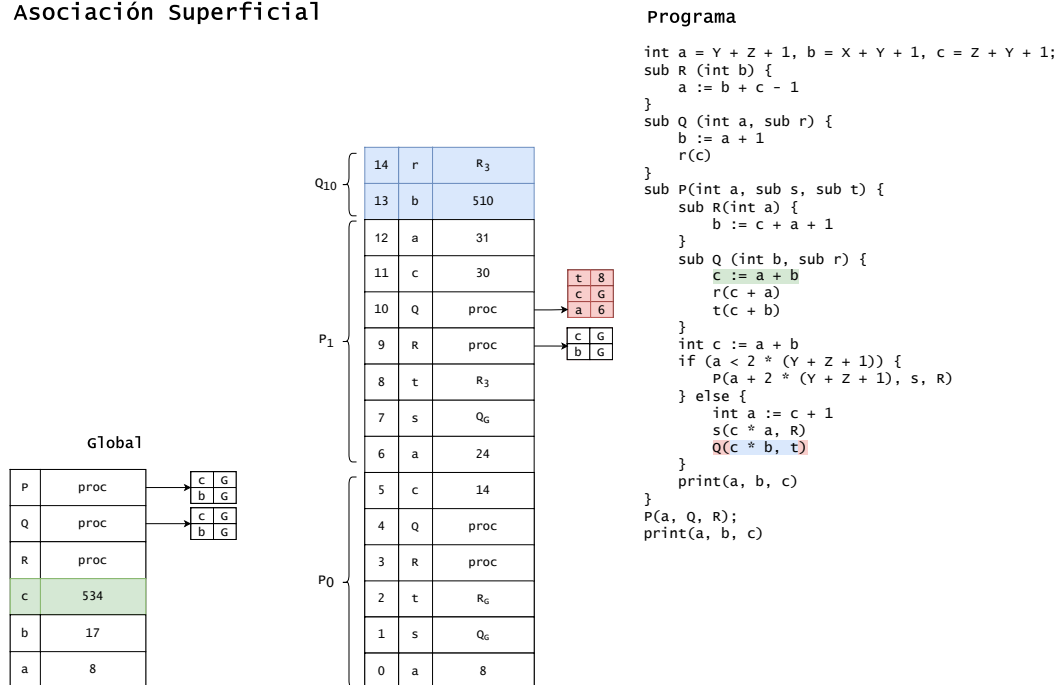 Asociación Superficial
Programa
int a = Y + Z + 1, b = X + Y + 1, c = Z + Y + 1;
sub R (int b) {
    a := b + c - 1
}
sub Q (int a, sub r) {
    b := a + 1
    r(c)
}
sub P(int a, sub s, sub t) {
    sub R(int a) {
        b := c + a + 1
    }
    sub Q (int b, sub r) {
        c := a + b
        r(c + a)
        t(c + b)
    }
    int c := a + b
    if (a < 2 * (Y + Z + 1)) {
        P(a + 2 * (Y + Z + 1), s, R)
    } else {
        int a := c + 1
        s(c * a, R)
        Q(c * b, t)
    }
    print(a, b, c)
}
P(a, Q, R);
print(a, b, c)
Q10
14 r R3
13 b 510
P1
12 a 31
11 c 30
10 Q proc
t 8
c G
a 6
9 R proc
c G
b G
8 t R3
7 s QG
6 a 24
P0
5 c 14
4 Q proc
3 R proc
2 t RG
1 s QG
0 a 8
Global
P proc
c G
b G
Q proc
c G
b G
R proc
c 534
b 17
a 8